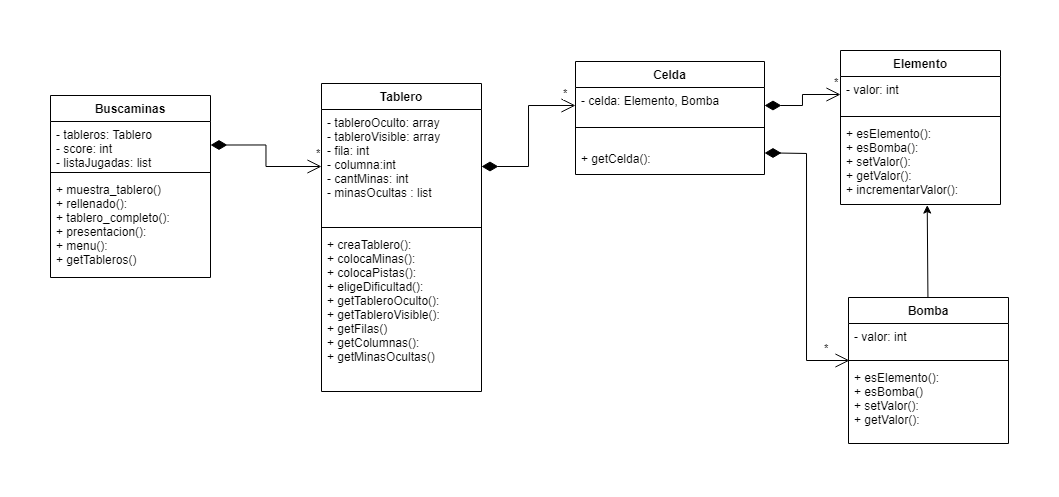 Buscaminas
- tableros: Tablero
- score: int
- listaJugadas: list
+ muestra_tablero()
+ rellenado():
+ tablero_completo():
+ presentacion():
+ menu():
+ getTableros()
*
Tablero
- tableroOculto: array
- tableroVisible: array
- fila: int
- columna:int
- cantMinas: int
- minasOcultas : list
+ creaTablero():
+ colocaMinas():
+ colocaPistas():
+ eligeDificultad():
+ getTableroOculto():
+ getTableroVisible():
+ getFilas()
+ getColumnas():
+ getMinasOcultas()
*
Celda
- celda: Elemento, Bomba
+ getCelda():
*
Elemento
- valor: int
+ esElemento():
+ esBomba():
+ setValor():
+ getValor():
+ incrementarValor():
*
Bomba
- valor: int
+ esElemento():
+ esBomba()
+ setValor():
+ getValor():